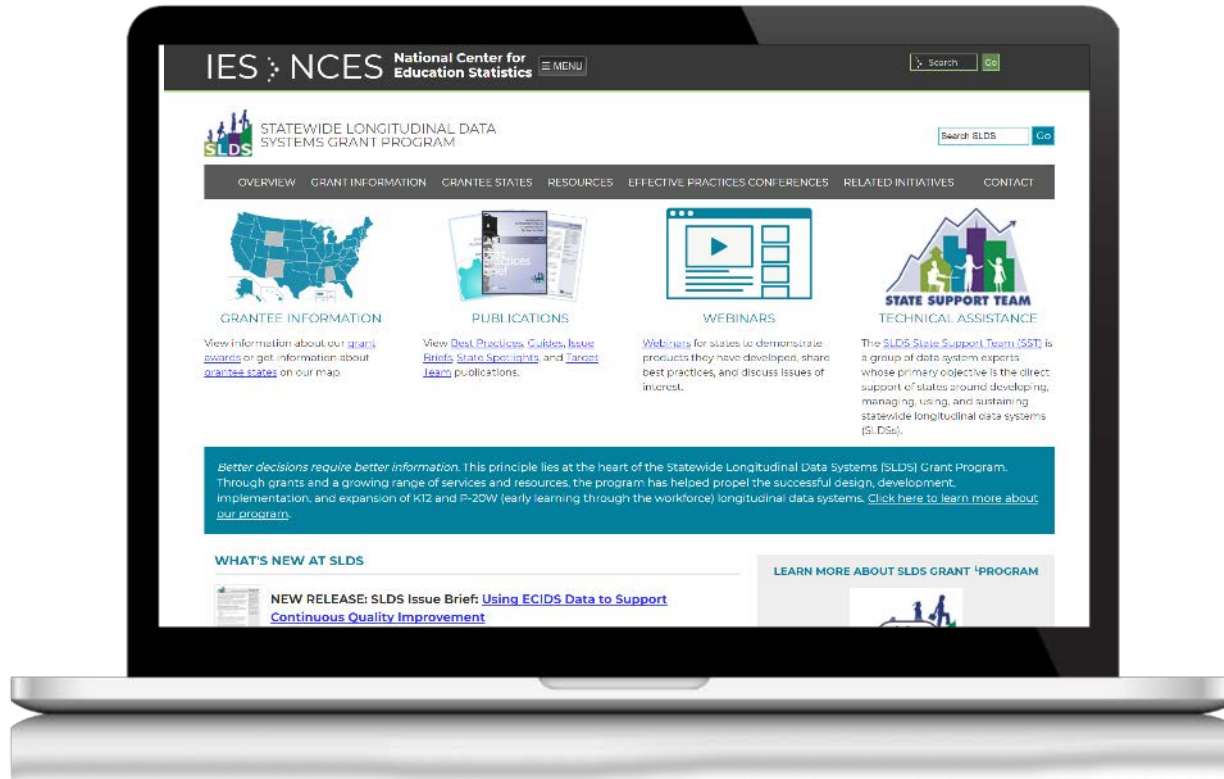 IES NCES National Center for
Education Statistics
MENU
Search
Go
SLDS
STATEWIDE LONGITUDINAL DATA
SYSTEMS GRANT PROGRAM
Search SLDS
Go
OVERVIEW GRANT INFORMATION GRANTEE STATES RESOURCES EFFECTIVE PRACTICES CONFERENCES RELATED INITIATIVES CONTACT
STATE SUPPORT TEAM
GRANTEE INFORMATION
View information about our grant
awards or get information about
grantee states on our map
PUBLICATIONS
View Best Practices, Guides, Issue
Briefs, State Spotlights, and Target
Team publications.
WEBINARS
Webinars for states to demonstrate
products they have developed, share
best practices, and discuss issues of
interest.
TECHNICAL ASSISTANCE
The SLDS State Support Team (SST) is
a group of data system experts
whose primary objective is the direct
support of states around developing,
managing, using, and sustaining
statewide longitudinal data systems
(SLDSs).
Better decisions require better information. This principle lies at the heart of the Statewide Longitudinal Data Systems (SLDS) Grant Program.
Through grants and a growing range of services and resources, the program has helped propel the successful design, development,
implementation, and expansion of K12 and P-20W (early learning through the workforce) longitudinal data systems. Click here to learn more about
our program.
WHAT'S NEW AT SLDS
NEW RELEASE: SLDS Issue Brief: Using ECIDS Data to Support
Continuous Quality Improvement
LEARN MORE ABOUT SLDS GRANT PROGRAM